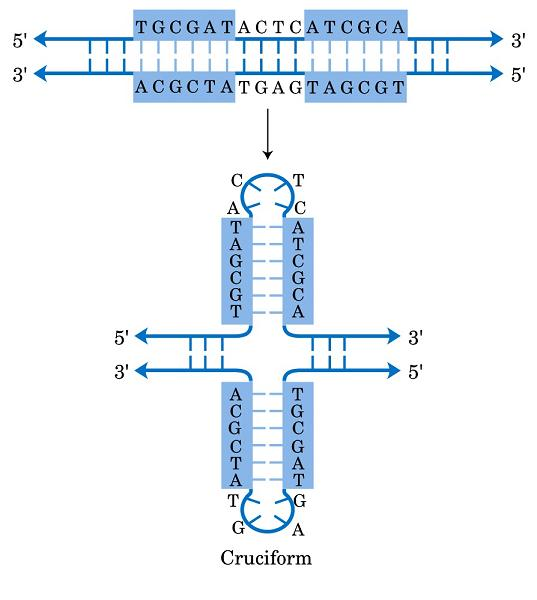 TGCGATACTCATCGCA
5' 3'
3' 5'
ACGCTATGAGTAGCGT
C T
A C
T A
A T
G C
C G
G C
T A
5' 3'
3' 5'
A T
C G
G C
C G
T A
A T
T G
G A
Cruciform